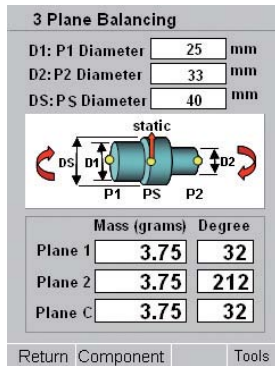 3 Plane Balancing
D1: P1 Diameter 25 mm
D2: P2 Diameter 33 mm
DS: PS Diameter 40 mm
static
DS D1 D2
P1 PS P2
Mass (grams) Degree
Plane 1 3.75 32
Plane 2 3.75 212
Plane C 3.75 32
Return Component Tools